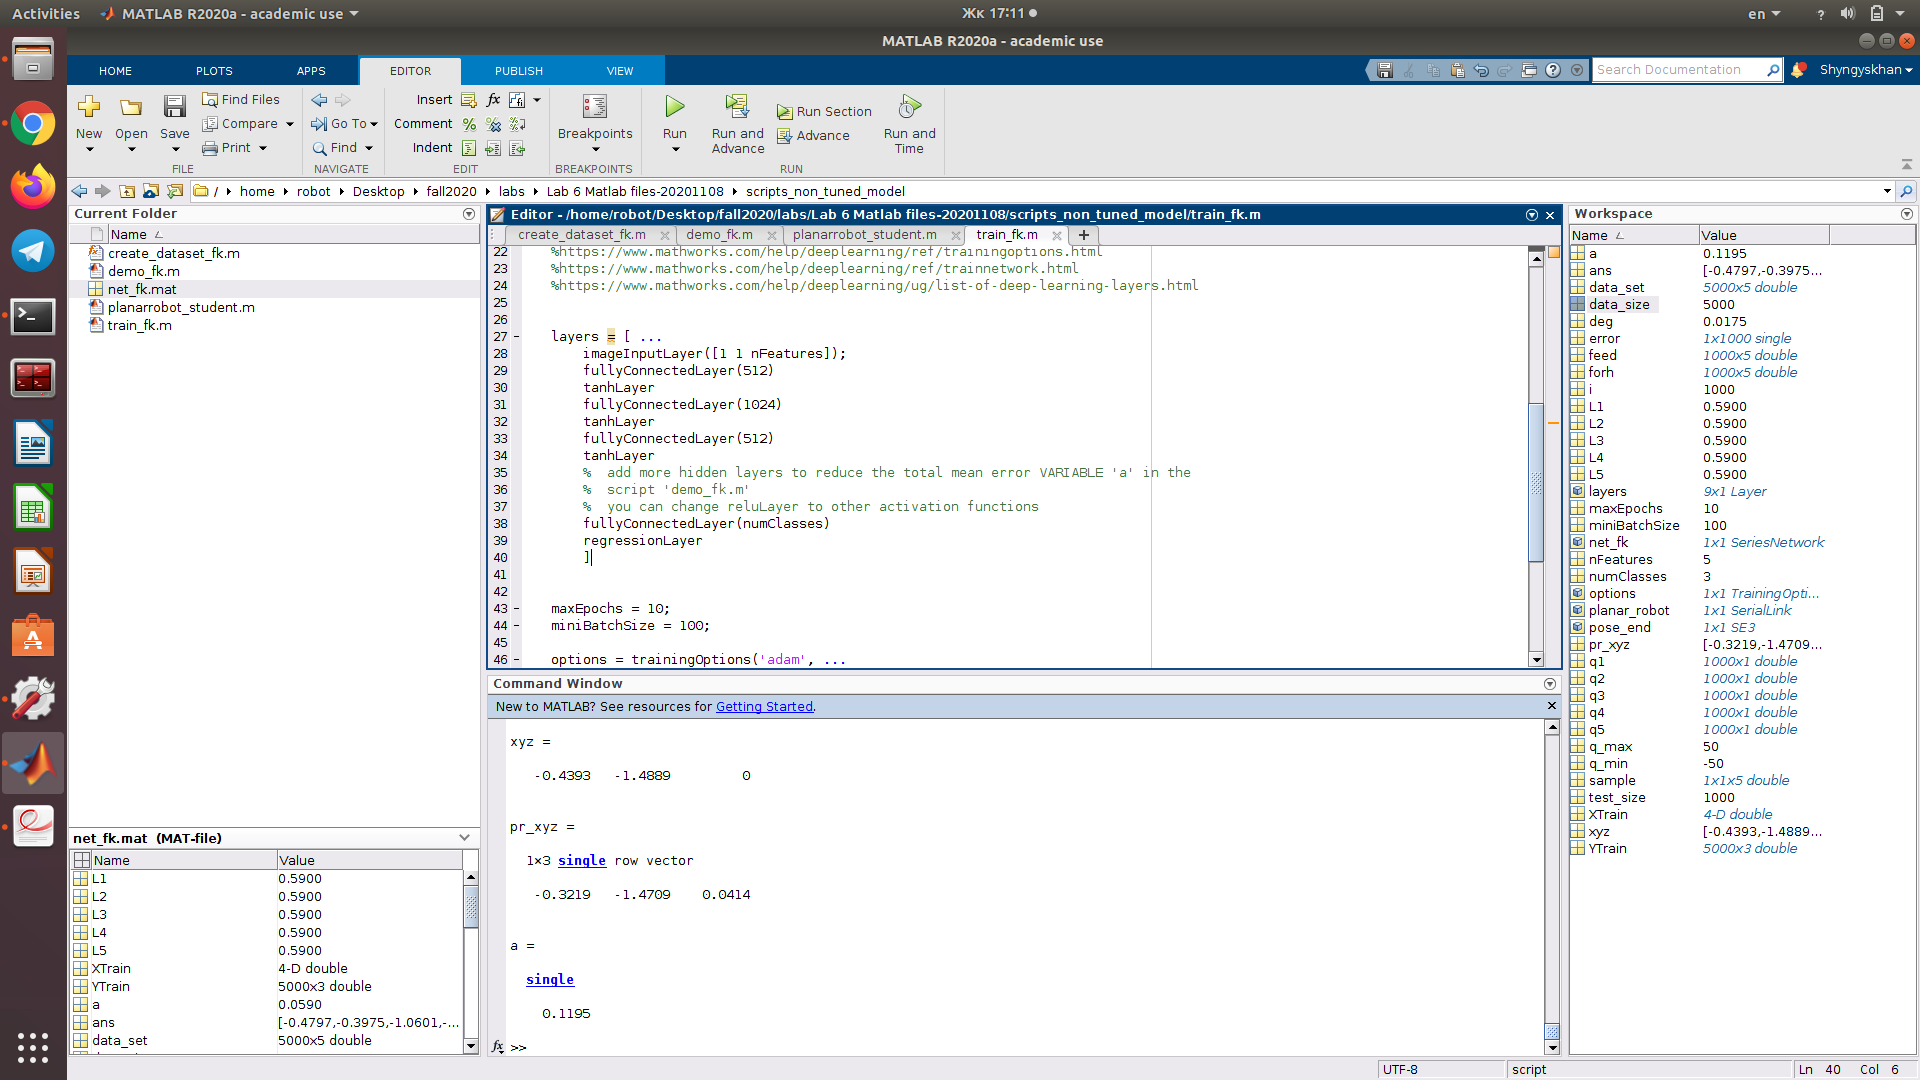 Activities
MATLAB R2020a - academic use
Жк 17:11
en
MATLAB R2020a - academic use
HOME
PLOTS
APPS
EDITOR
PUBLISH
VIEW
Search Documentation
Shyngyskhan
New
Open
Save
Find Files
Compare
Print
FILE
Go To
Find
NAVIGATE
Insert
Comment
Indent
EDIT
Breakpoints
BREAKPOINTS
Run
Run and Advance
Run Section
Advance
Run and Time
RUN
/ home robot Desktop fall2020 labs Lab 6 Matlab files-20201108 scripts_non_tuned_model
Current Folder
Name
create_dataset_fk.m
demo_fk.m
net_fk.mat
planarrobot_student.m
train_fk.m
net_fk.mat (MAT-file)
Name Value
L1 0.5900
L2 0.5900
L3 0.5900
L4 0.5900
L5 0.5900
XTrain 4-D double
YTrain 5000x3 double
a 0.0590
ans [-0.4797,-0.3975,-1.0601,-...
data_set 5000x5 double
Editor - /home/robot/Desktop/fall2020/labs/Lab 6 Matlab files-20201108/scripts_non_tuned_model/train_fk.m
create_dataset_fk.m
demo_fk.m
planarrobot_student.m
train_fk.m
22 %https://www.mathworks.com/help/deeplearning/ref/trainingoptions.html
23 %https://www.mathworks.com/help/deeplearning/ref/trainnetwork.html
24 %https://www.mathworks.com/help/deeplearning/ug/list-of-deep-learning-layers.html
25
26
27 - layers = [ ...
28 imageInputLayer([1 1 nFeatures]);
29 fullyConnectedLayer(512)
30 tanhLayer
31 fullyConnectedLayer(1024)
32 tanhLayer
33 fullyConnectedLayer(512)
34 tanhLayer
35 % add more hidden layers to reduce the total mean error VARIABLE 'a' in the
36 % script 'demo_fk.m'
37 % you can change reluLayer to other activation functions
38 fullyConnectedLayer(numClasses)
39 regressionLayer
40 ]
41
42
43 - maxEpochs = 10;
44 - miniBatchSize = 100;
45
46 - options = trainingOptions('adam', ...
Command Window
New to MATLAB? See resources for Getting Started.
xyz =
-0.4393 -1.4889 0
pr_xyz =
1×3 single row vector
-0.3219 -1.4709 0.0414
a =
single
0.1195
fx >>
Workspace
Name Value
a 0.1195
ans [-0.4797,-0.3975...
data_set 5000x5 double
data_size 5000
deg 0.0175
error 1x1000 single
feed 1000x5 double
forh 1000x5 double
i 1000
L1 0.5900
L2 0.5900
L3 0.5900
L4 0.5900
L5 0.5900
layers 9x1 Layer
maxEpochs 10
miniBatchSize 100
net_fk 1x1 SeriesNetwork
nFeatures 5
numClasses 3
options 1x1 TrainingOpti...
planar_robot 1x1 SerialLink
pose_end 1x1 SE3
pr_xyz [-0.3219,-1.4709...
q1 1000x1 double
q2 1000x1 double
q3 1000x1 double
q4 1000x1 double
q5 1000x1 double
q_max 50
q_min -50
sample 1x1x5 double
test_size 1000
XTrain 4-D double
xyz [-0.4393,-1.4889...
YTrain 5000x3 double
UTF-8
script
Ln 40 Col 6